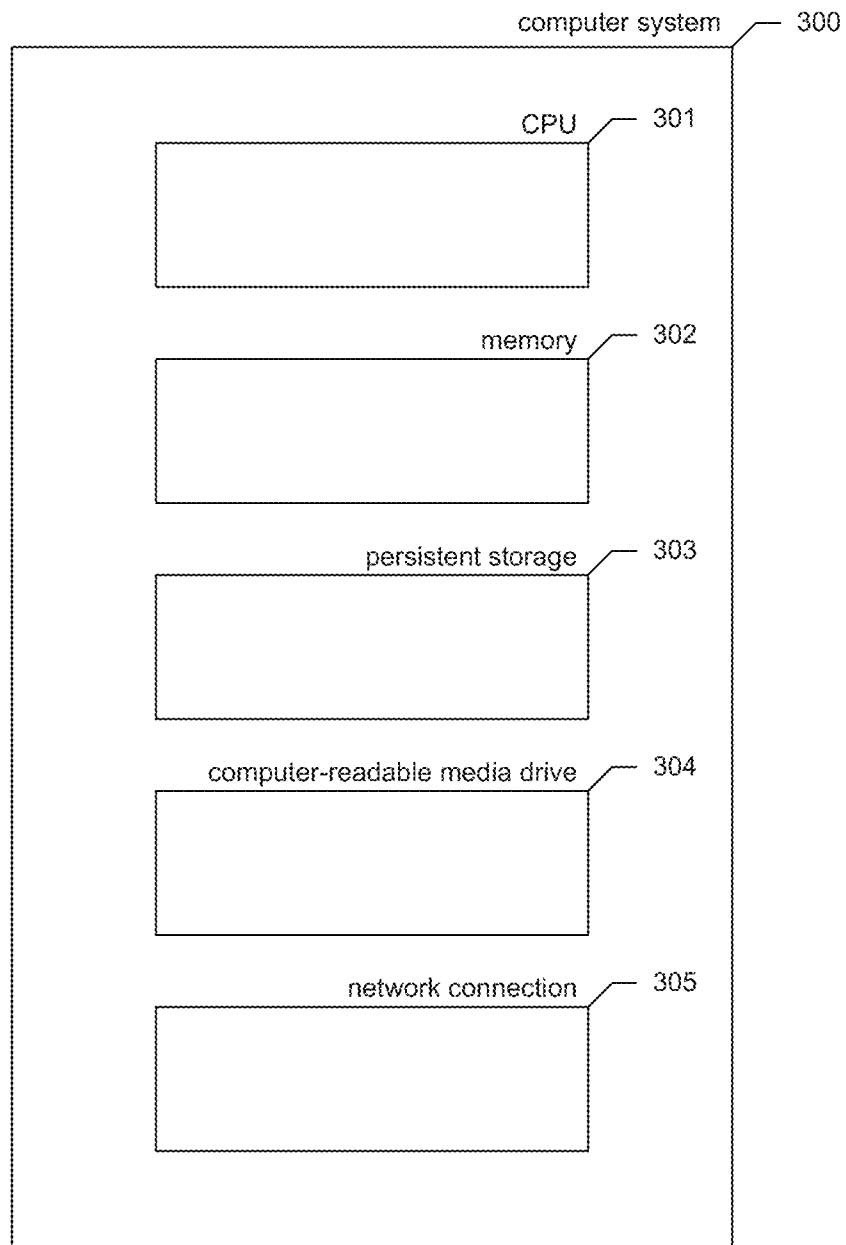 computer system 300
CPU 301
memory 302
persistent storage 303
computer-readable media drive 304
network connection 305